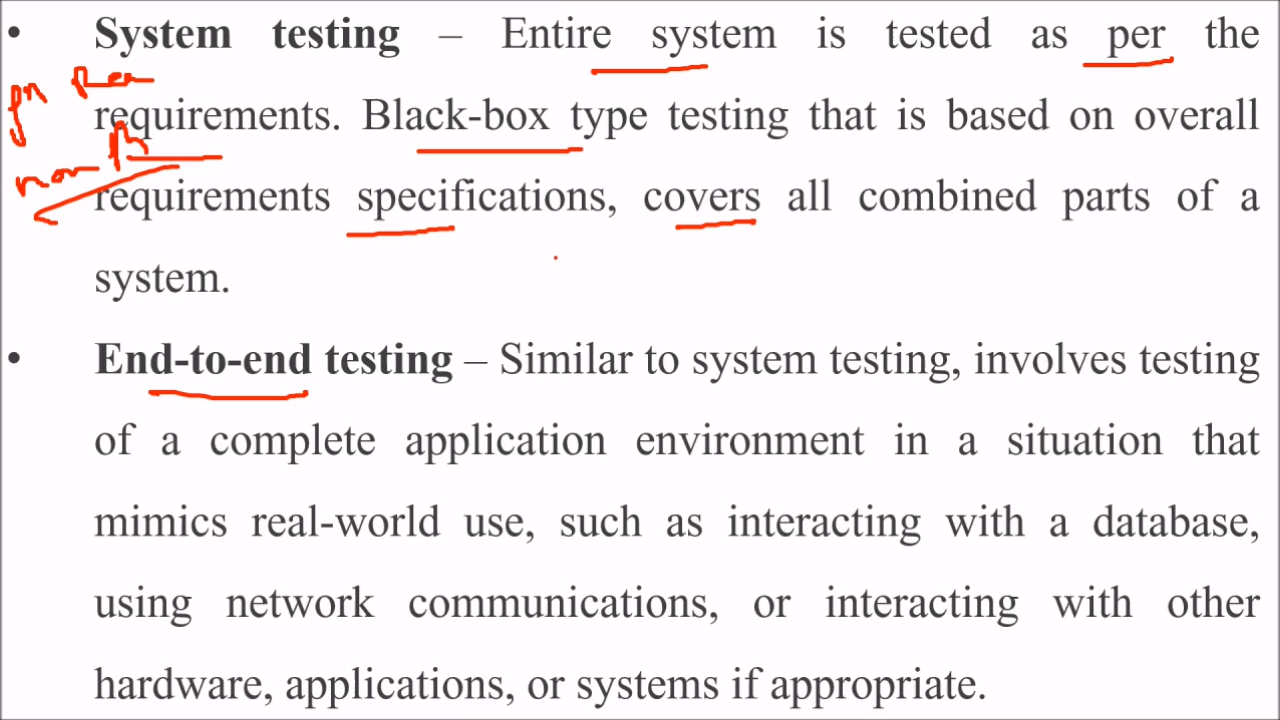 • System testing – Entire system is tested as per the
requirements. Black-box type testing that is based on overall
requirements specifications, covers all combined parts of a
system.
• End-to-end testing – Similar to system testing, involves testing
of a complete application environment in a situation that
mimics real-world use, such as interacting with a database,
using network communications, or interacting with other
hardware, applications, or systems if appropriate.